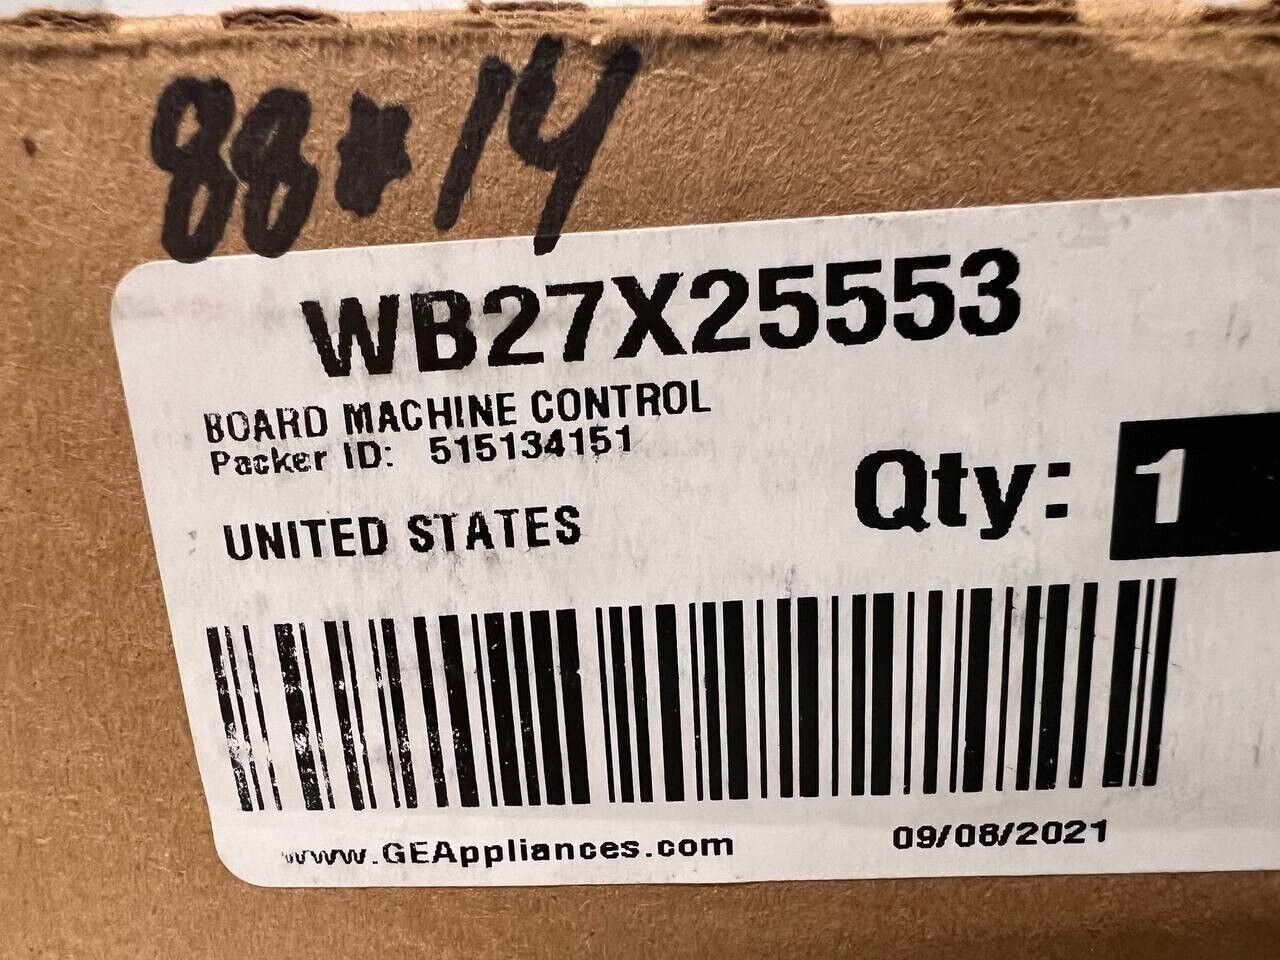 88*14
WB27X25553
BOARD MACHINE CONTROL
Packer ID: 515134151
UNITED STATES
Qty: 1
www.GEAppliances.com
09/08/2021